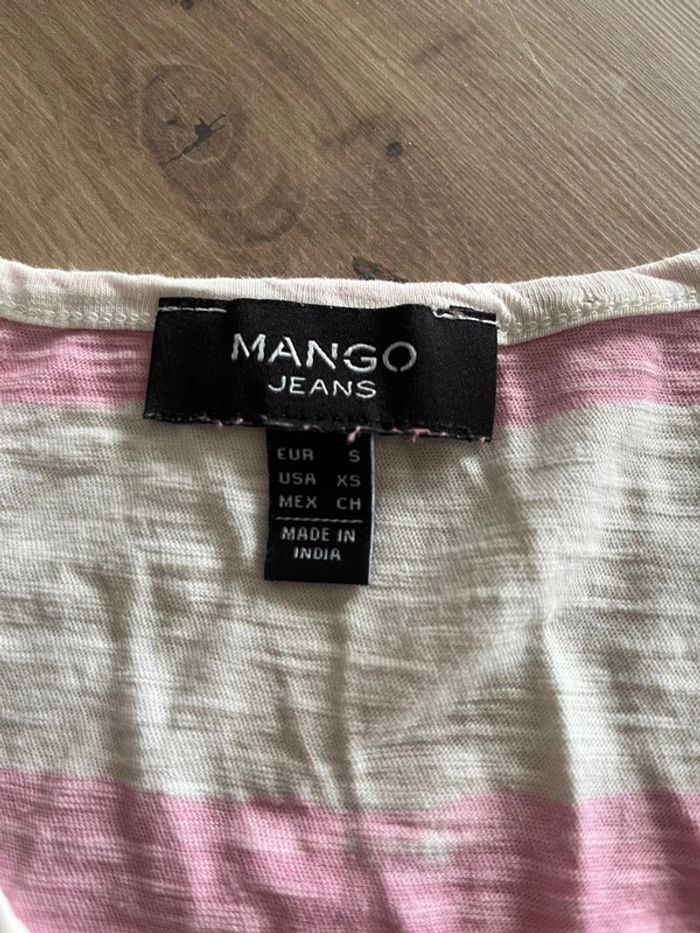 MANGO
JEANS
EUR S
USA XS
MEX CH
MADE IN
INDIA